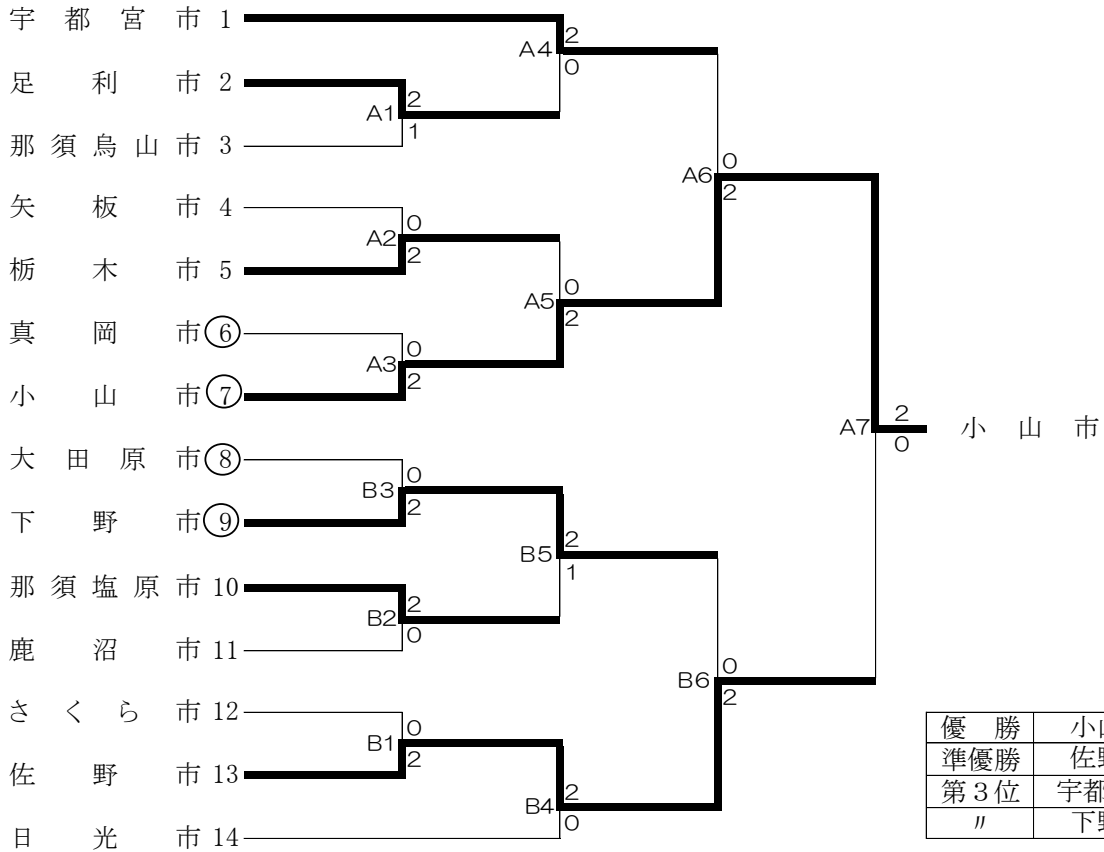 宇都宮市 1
2
A4
0
足利市 2
2
A1
1
那須烏山市 3
0
A6
2
矢板市 4
0
A2
2
栃木市 5
0
A5
2
真岡市 ⑥
0
A3
2
小山市 ⑦
2
A7 小山市
0
大田原市 ⑧
0
B3
2
下野市 ⑨
2
B5
1
那須塩原市 10
2
B2
0
鹿沼市 11
0
B6
2
さくら市 12
0
B1
2
佐野市 13
2
B4
0
日光市 14
優勝 小
準優勝 佐
第3位 宇都
〃 下